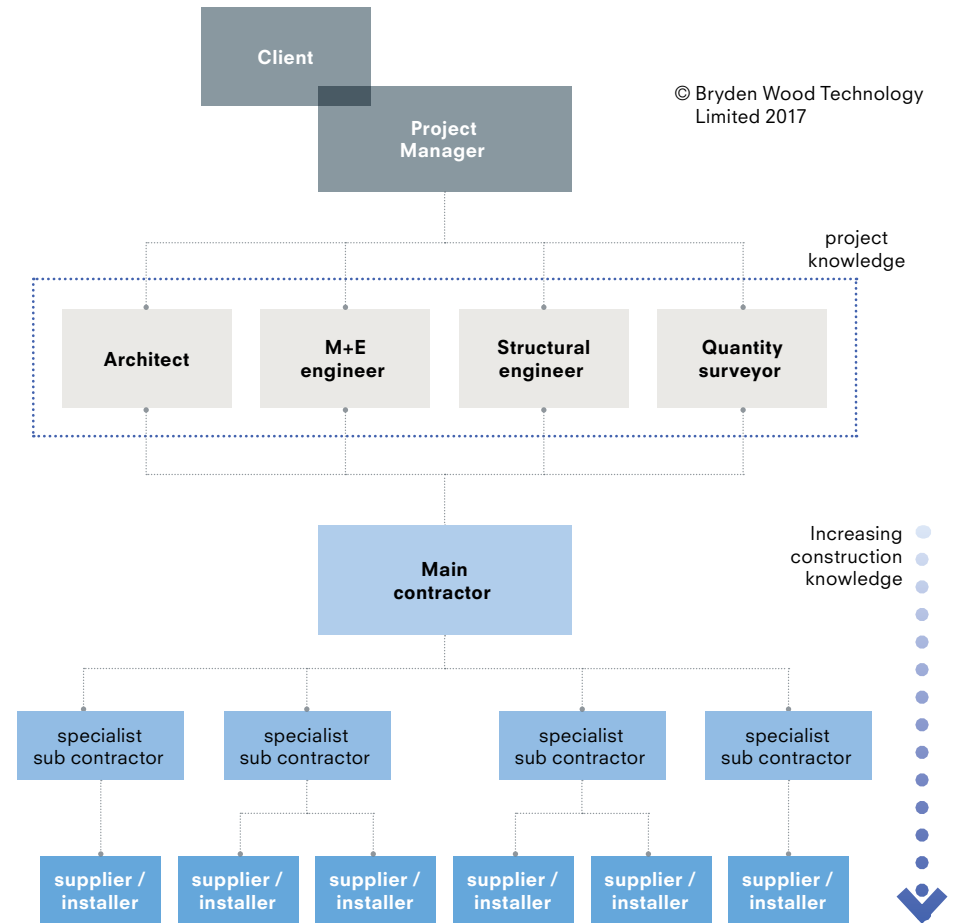 Client
© Bryden Wood Technology
Limited 2017
Project
Manager
project
knowledge
Architect
M+E
engineer
Structural
engineer
Quantity
surveyor
Increasing
construction
knowledge
Main
contractor
specialist
sub contractor
specialist
sub contractor
specialist
sub contractor
specialist
sub contractor
supplier /
installer
supplier /
installer
supplier /
installer
supplier /
installer
supplier /
installer
supplier /
installer